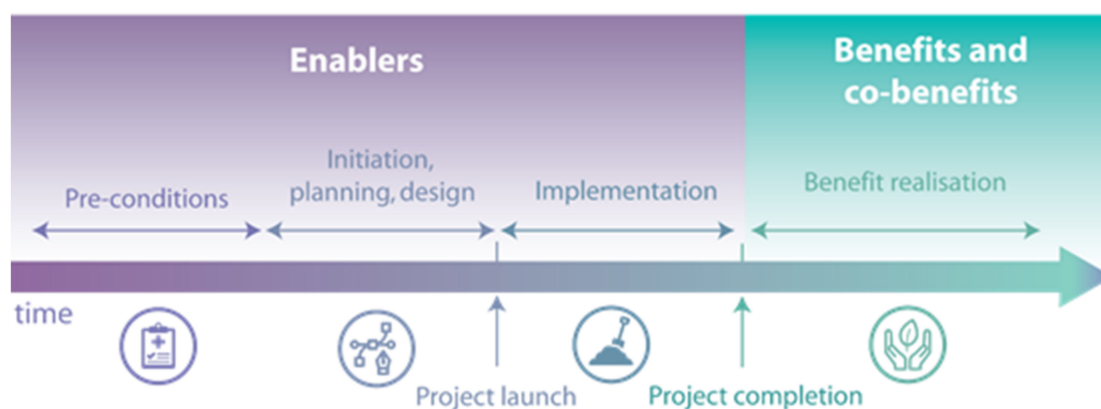 Enablers
Benefits and
co-benefits
Initiation,
planning, design
Pre-conditions
Implementation
Benefit realisation
time
Project launch
Project completion